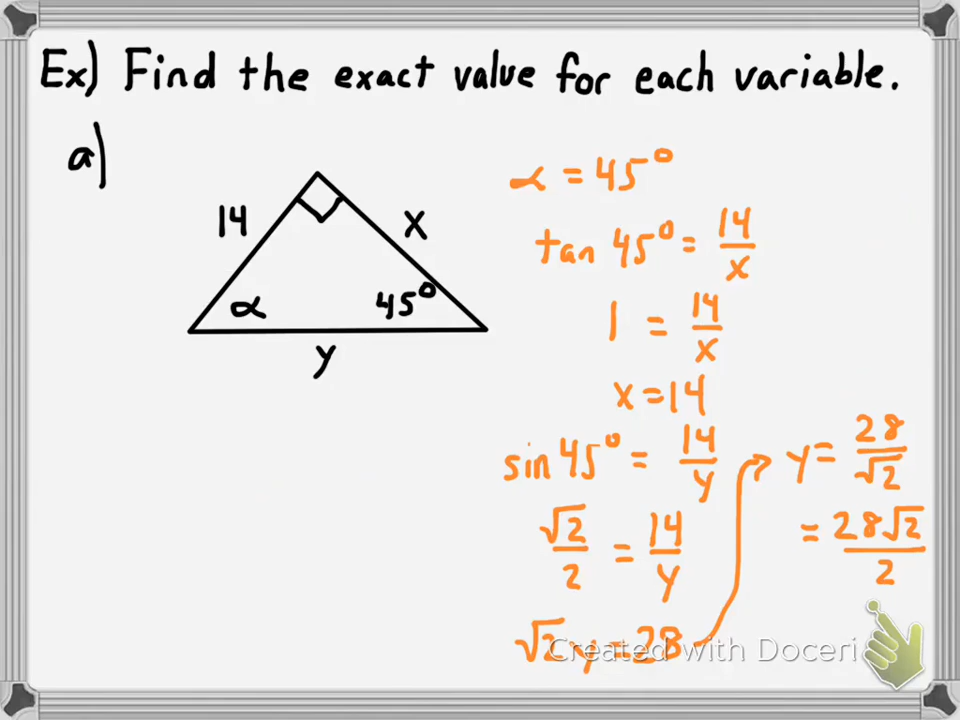 Ex) Find the exact value for each variable.
a)
14
x
α
45°
y
α = 45°
tan 45° = 14/x
1 = 14/x
x = 14
sin 45° = 14/y
√2/2 = 14/y
√2 y = 28
y = 28/√2
= 28√2/2
Created with Doceri